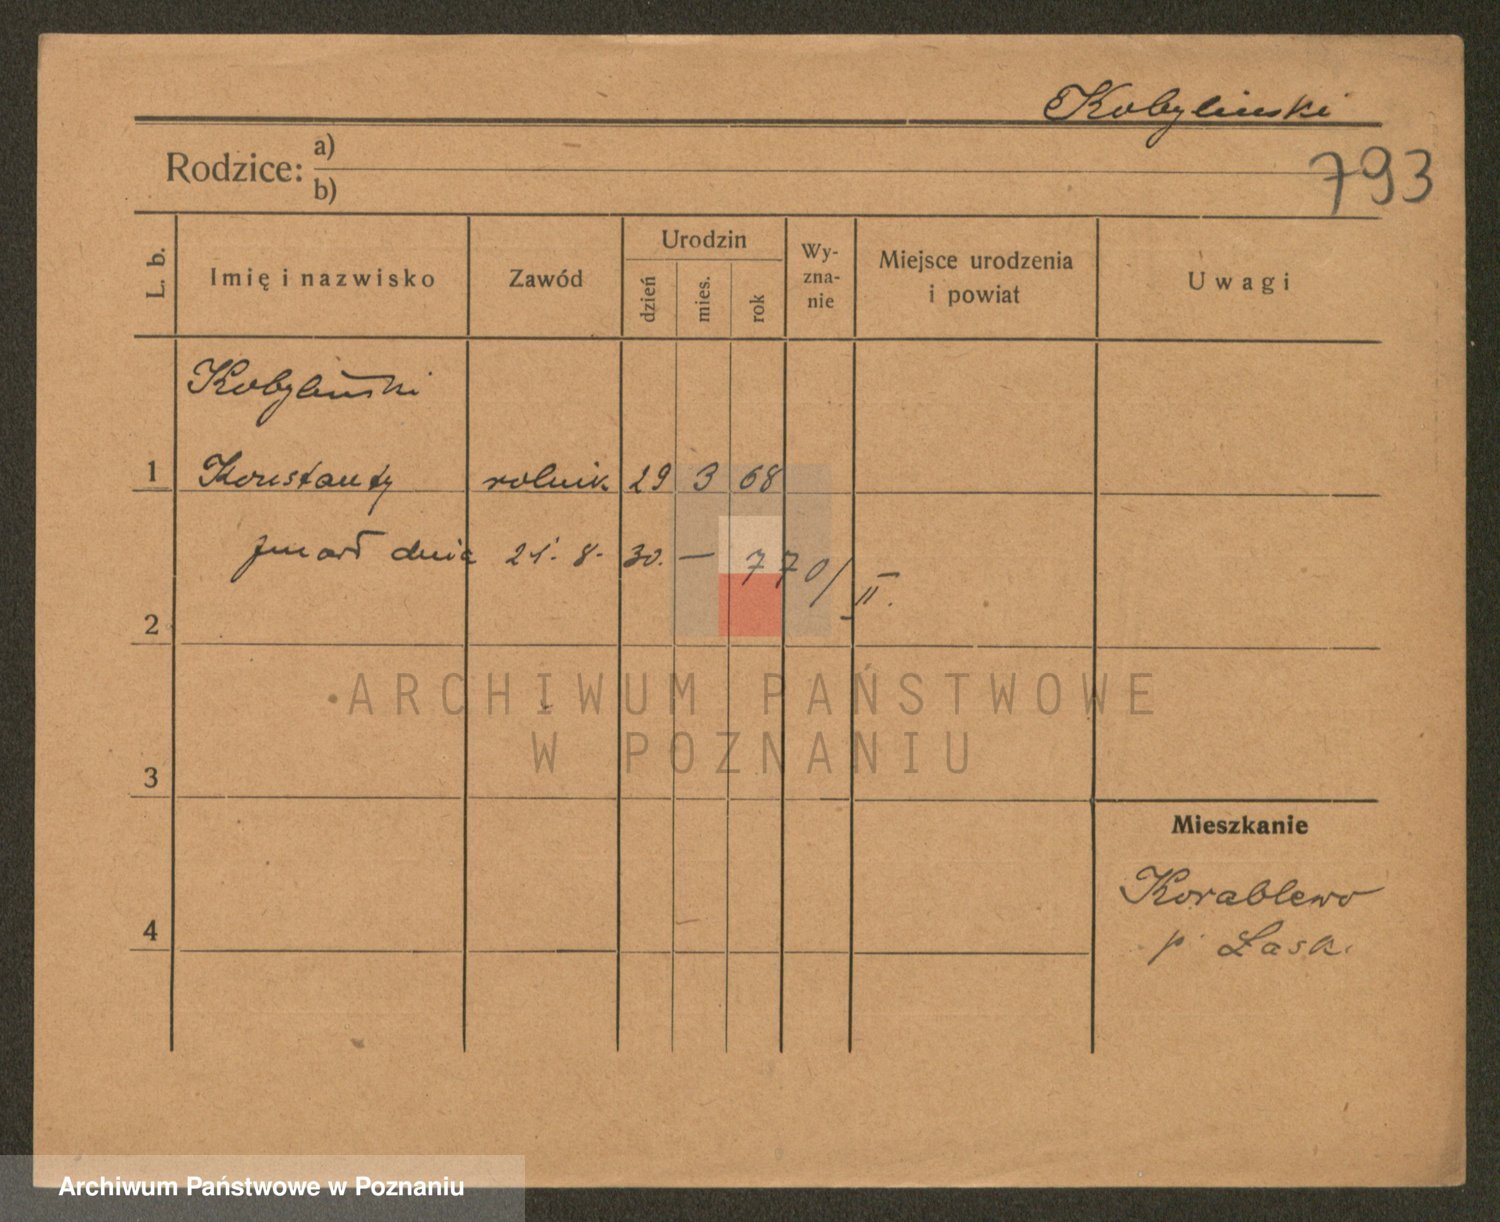 Kobylinski
793
Rodzice: a)
b)
L. b.
Imię i nazwisko
Zawód
Urodzin
dzień
mies.
rok
Wy-
zna-
nie
Miejsce urodzenia
i powiat
Uwagi
Kobyliński
1 Konstanty rolnik 29 3 68
zmarł dnia 21. 8. 30. — 770/II.
2
ARCHIWUM PAŃSTWOWE
W POZNANIU
3
Mieszkanie
Korablewo
4
p. Łask.
Archiwum Państwowe w Poznaniu